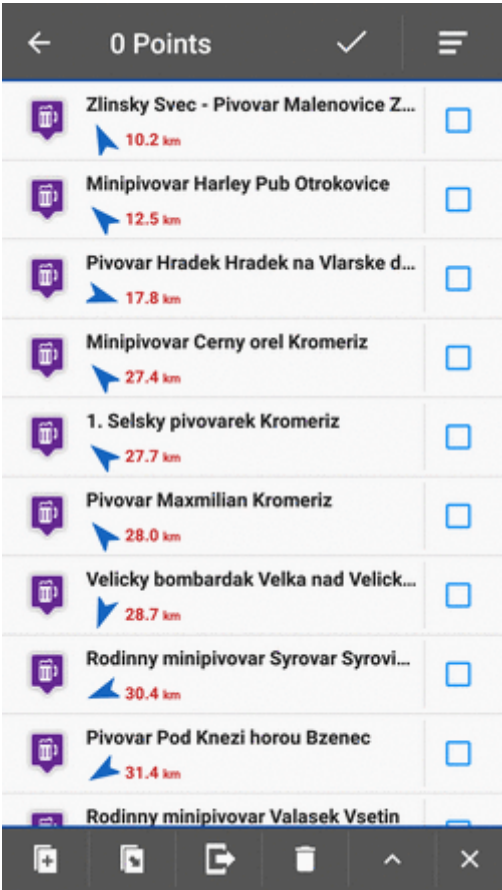 0 Points
Zlinsky Svec - Pivovar Malenovice Z...
10.2 km
Minipivovar Harley Pub Otrokovice
12.5 km
Pivovar Hradek Hradek na Vlarske d...
17.8 km
Minipivovar Cerny orel Kromeriz
27.4 km
1. Selsky pivovarek Kromeriz
27.7 km
Pivovar Maxmilian Kromeriz
28.0 km
Velicky bombardak Velka nad Velick...
28.7 km
Rodinny minipivovar Syrovar Syrovi...
30.4 km
Pivovar Pod Knezi horou Bzenec
31.4 km
Rodinny minipivovar Valasek Vsetin